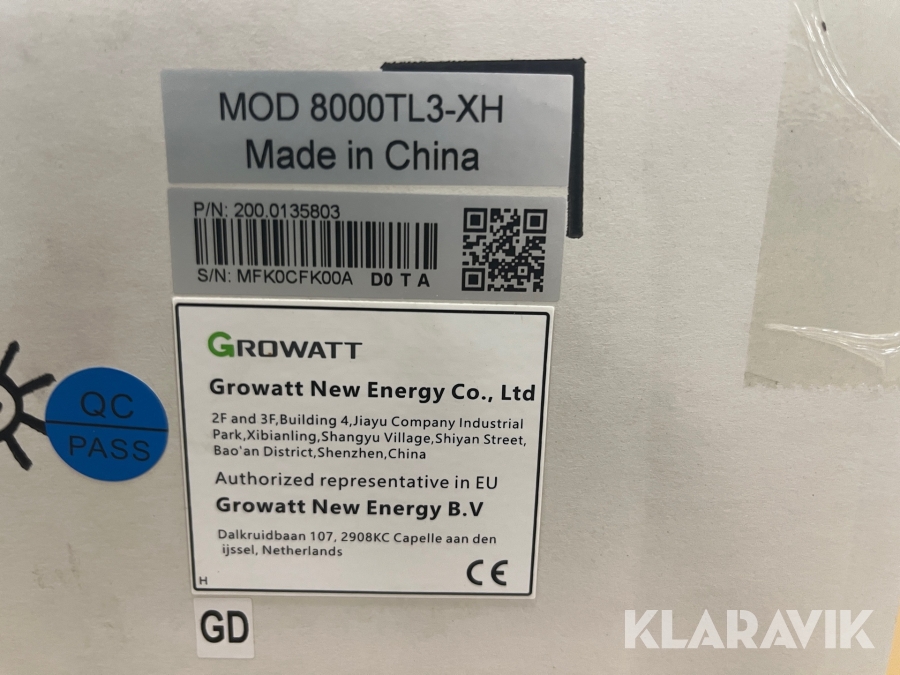 MOD 8000TL3-XH
Made in China
P/N: 200.0135803
S/N: MFK0CFK00A D0 T A
GROWATT
QC
PASS
Growatt New Energy Co., Ltd
2F and 3F,Building 4,Jiayu Company Industrial
Park,Xibianling,Shangyu Village,Shiyan Street,
Bao'an District,Shenzhen,China
Authorized representative in EU
Growatt New Energy B.V
Dalkruidbaan 107, 2908KC Capelle aan den
ijssel, Netherlands
H
CE
GD
KLARAVIK